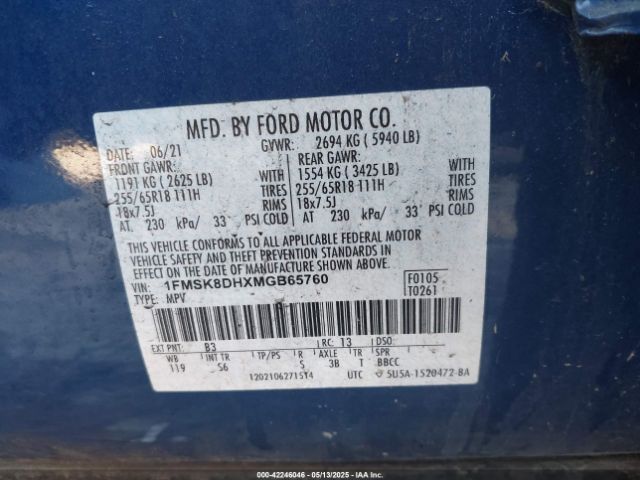 MFD. BY FORD MOTOR CO.
DATE: 06/21 GVWR: 2694 KG ( 5940 LB)
FRONT GAWR: REAR GAWR:
1191 KG ( 2625 LB) WITH 1554 KG ( 3425 LB) WITH
255/65R18 111H TIRES 255/65R18 111H TIRES
18x7.5J RIMS 18x7.5J RIMS
AT 230 kPa/ 33 PSI COLD AT 230 kPa/ 33 PSI COLD
THIS VEHICLE CONFORMS TO ALL APPLICABLE FEDERAL MOTOR
VEHICLE SAFETY AND THEFT PREVENTION STANDARDS IN
EFFECT ON THE DATE OF MANUFACTURE SHOWN ABOVE.
VIN: 1FMSK8DHXMGB65760 F0105
TYPE: MPV T0261
EXT PNT: B3 RC: 13 DSO:
WB INT TR TP/PS R AXLE TR SPR
119 S6 S 3B T BBCC
12021062715T4 UTC 5U5A-1520472-BA
000-42246046 - 05/13/2025 - IAA Inc.